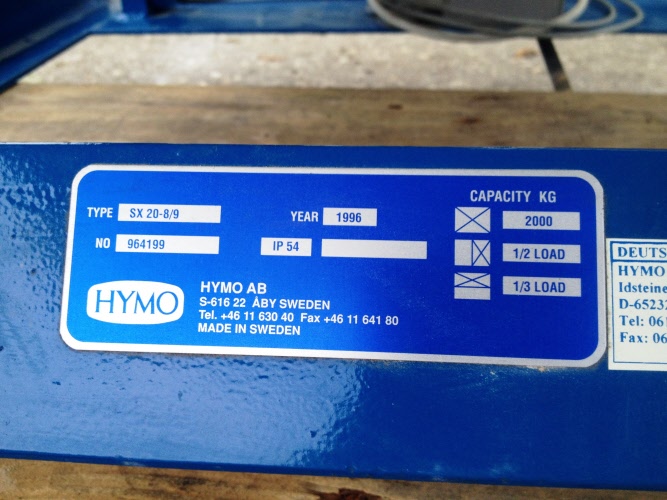 CAPACITY KG
TYPE SX 20-8/9 YEAR 1996 2000
NO 964199 IP 54 1/2 LOAD
1/3 LOAD
HYMO
HYMO AB
S-616 22 ÅBY SWEDEN
Tel. +46 11 630 40 Fax +46 11 641 80
MADE IN SWEDEN
DEUTS
HYMO
Idsteine
D-6523
Tel: 06
Fax: 06